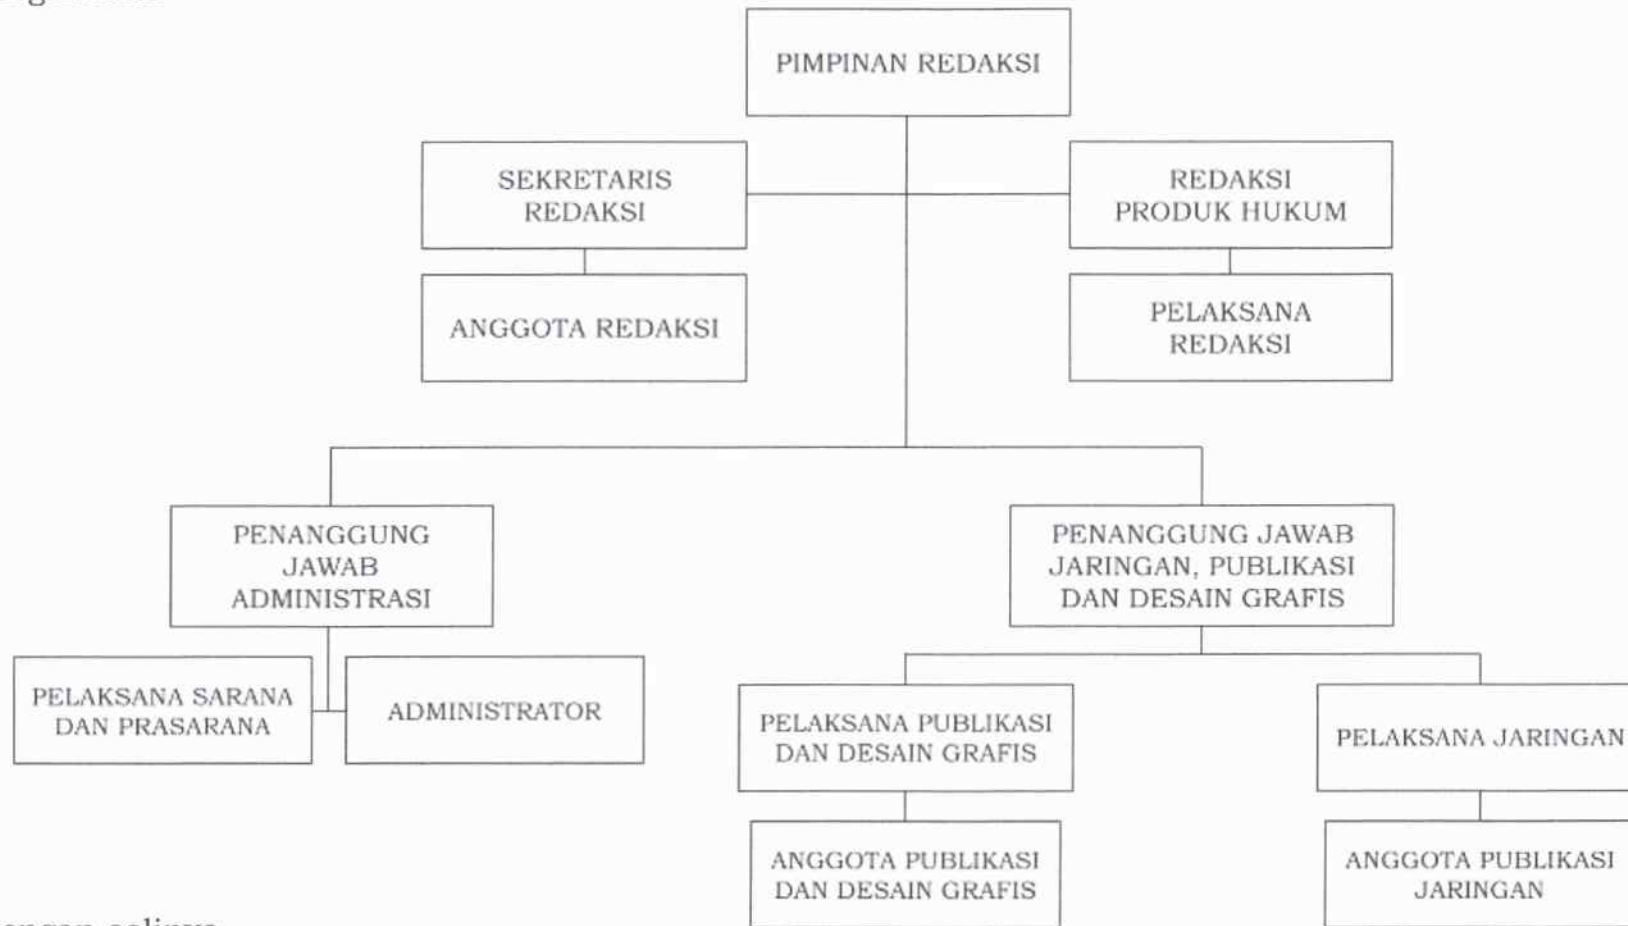 PIMPINAN REDAKSI
SEKRETARIS
REDAKSI
REDAKSI
PRODUK HUKUM
ANGGOTA REDAKSI
PELAKSANA
REDAKSI
PENANGGUNG
JAWAB
ADMINISTRASI
PENANGGUNG JAWAB
JARINGAN, PUBLIKASI
DAN DESAIN GRAFIS
PELAKSANA SARANA
DAN PRASARANA
ADMINISTRATOR
PELAKSANA PUBLIKASI
DAN DESAIN GRAFIS
PELAKSANA JARINGAN
ANGGOTA PUBLIKASI
DAN DESAIN GRAFIS
ANGGOTA PUBLIKASI
JARINGAN